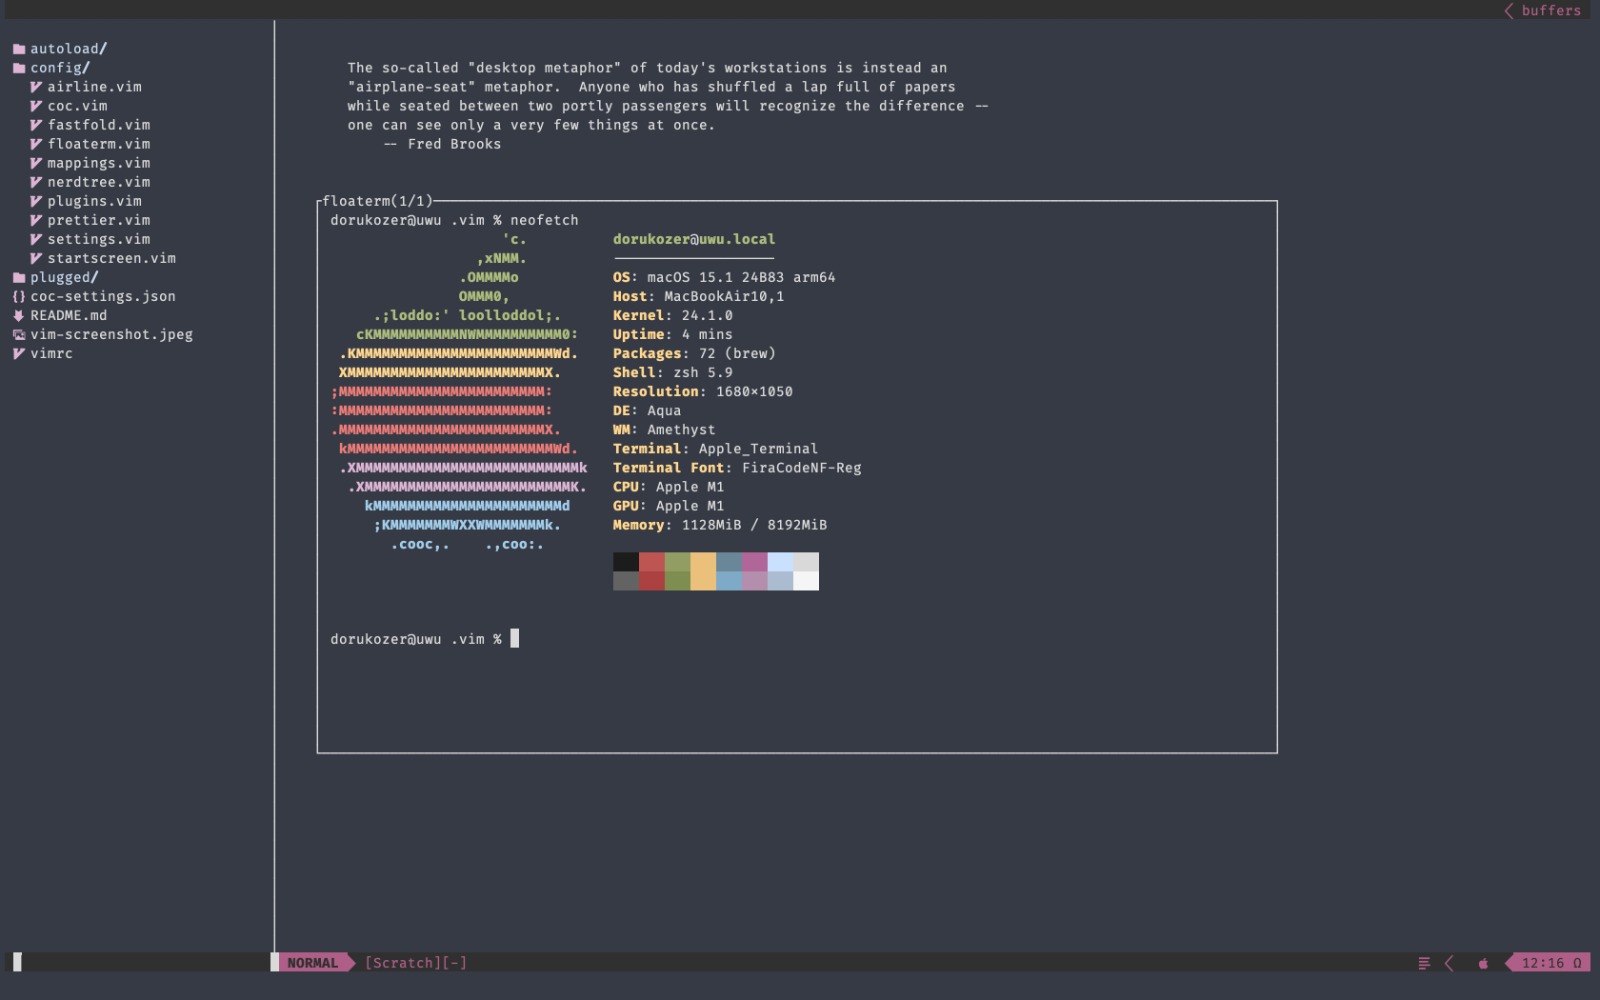 buffers
autoload/
config/
airline.vim
coc.vim
fastfold.vim
floaterm.vim
mappings.vim
nerdtree.vim
plugins.vim
prettier.vim
settings.vim
startscreen.vim
plugged/
{} coc-settings.json
README.md
vim-screenshot.jpeg
vimrc
The so-called "desktop metaphor" of today's workstations is instead an
"airplane-seat" metaphor.  Anyone who has shuffled a lap full of papers
while seated between two portly passengers will recognize the difference --
one can see only a very few things at once.
-- Fred Brooks
floaterm(1/1)
dorukozer@uwu .vim % neofetch
'c.
,xNMM.
.OMMMMo
OMMM0,
.;loddo:' loolloddol;.
cKMMMMMMMMMMNWMMMMMMMMMM0:
.KMMMMMMMMMMMMMMMMMMMMMMMWd.
XMMMMMMMMMMMMMMMMMMMMMMMX.
;MMMMMMMMMMMMMMMMMMMMMMMM:
:MMMMMMMMMMMMMMMMMMMMMMMM:
.MMMMMMMMMMMMMMMMMMMMMMMMX.
kMMMMMMMMMMMMMMMMMMMMMMMMWd.
.XMMMMMMMMMMMMMMMMMMMMMMMMMMk
.XMMMMMMMMMMMMMMMMMMMMMMMMK.
kMMMMMMMMMMMMMMMMMMMMMMd
;KMMMMMMMWXXWMMMMMMMk.
.cooc,.    .,coo:.
dorukozer@uwu.local
-------------------
OS: macOS 15.1 24B83 arm64
Host: MacBookAir10,1
Kernel: 24.1.0
Uptime: 4 mins
Packages: 72 (brew)
Shell: zsh 5.9
Resolution: 1680x1050
DE: Aqua
WM: Amethyst
Terminal: Apple_Terminal
Terminal Font: FiraCodeNF-Reg
CPU: Apple M1
GPU: Apple M1
Memory: 1128MiB / 8192MiB
dorukozer@uwu .vim %
NORMAL [Scratch][-]
12:16 Ω